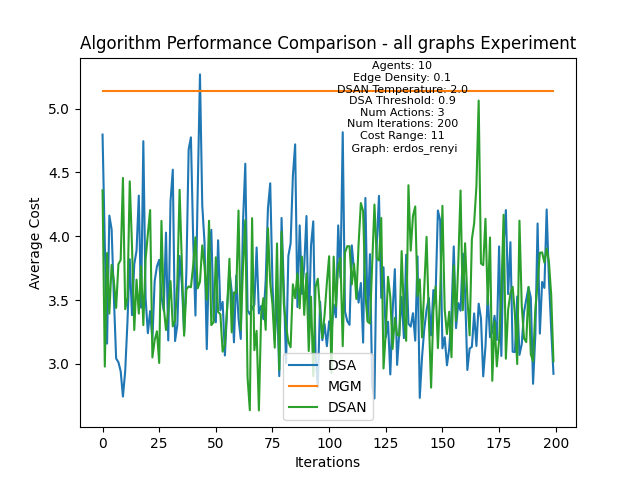 Algorithm Performance Comparison - all graphs Experiment
Agents: 10
Edge Density: 0.1
DSAN Temperature: 2.0
DSA Threshold: 0.9
Num Actions: 3
Num Iterations: 200
Cost Range: 11
Graph: erdos_renyi
Average Cost
5.0
4.5
4.0
3.5
3.0
DSA
MGM
DSAN
0 25 50 75 100 125 150 175 200
Iterations